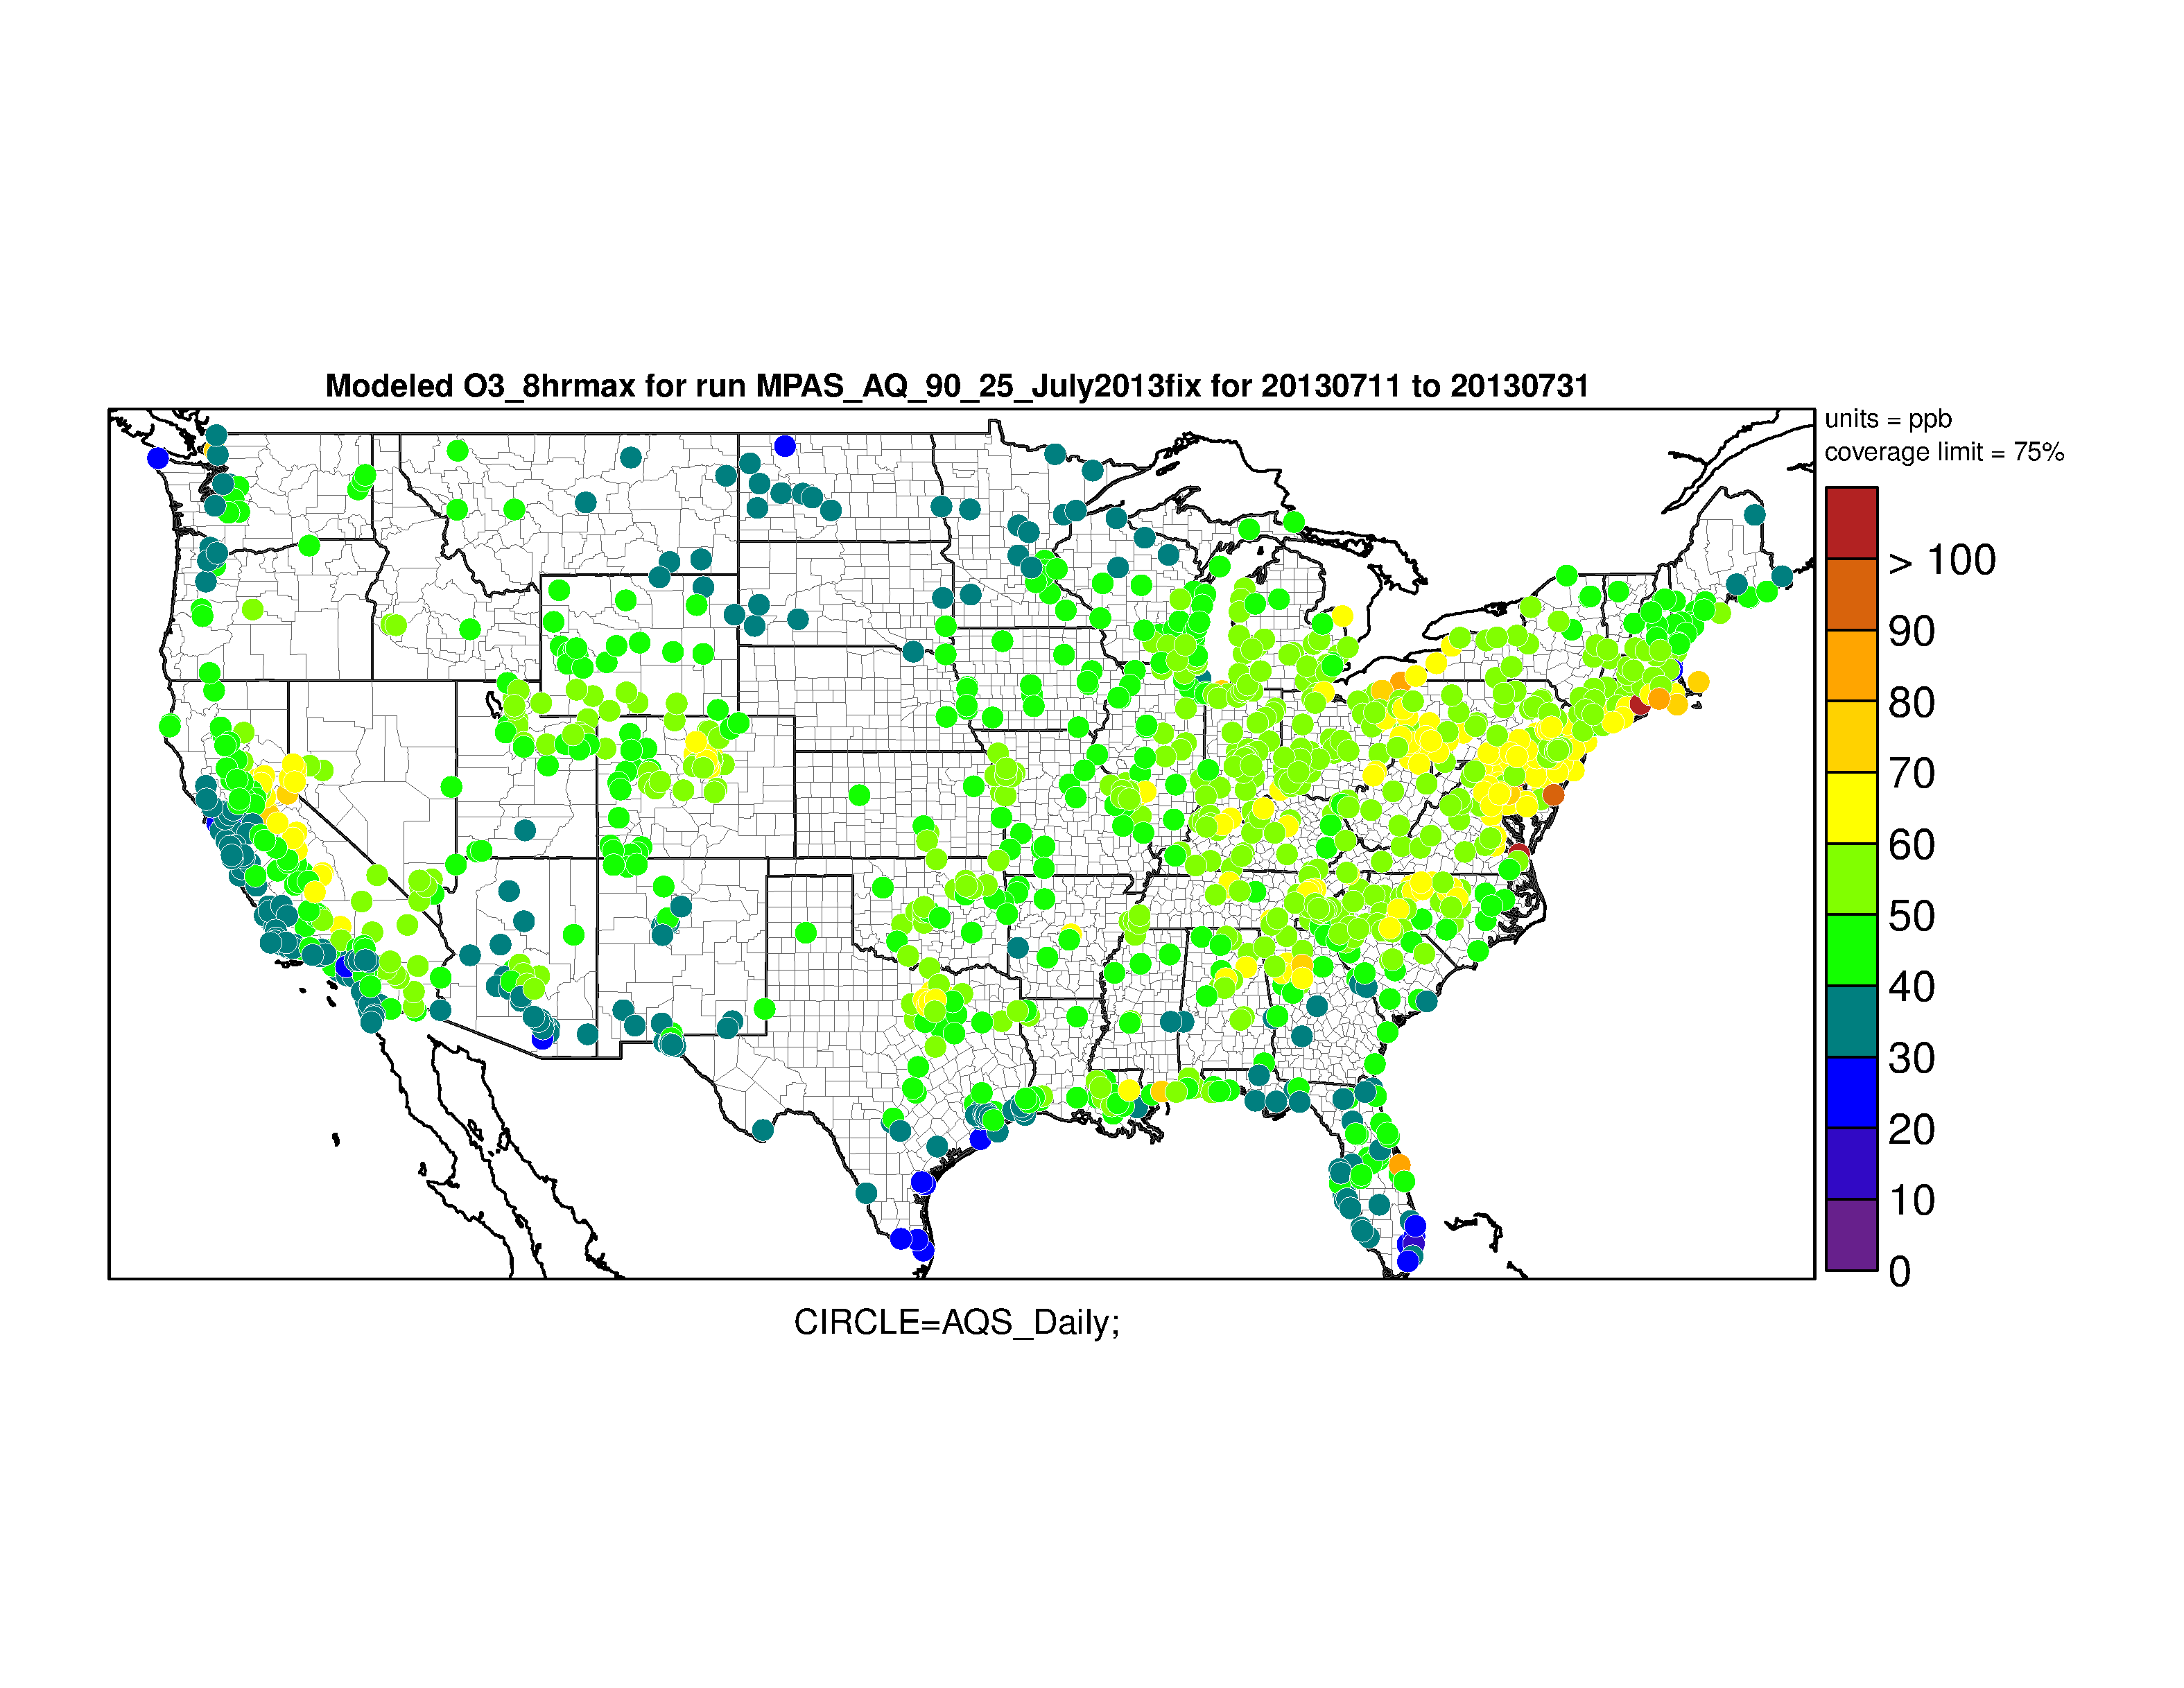 Modeled O3_8hrmax for run MPAS_AQ_90_25_July2013fix for 20130711 to 20130731
units = ppb
coverage limit = 75%
> 100
90
80
70
60
50
40
30
20
10
0
CIRCLE=AQS_Daily;